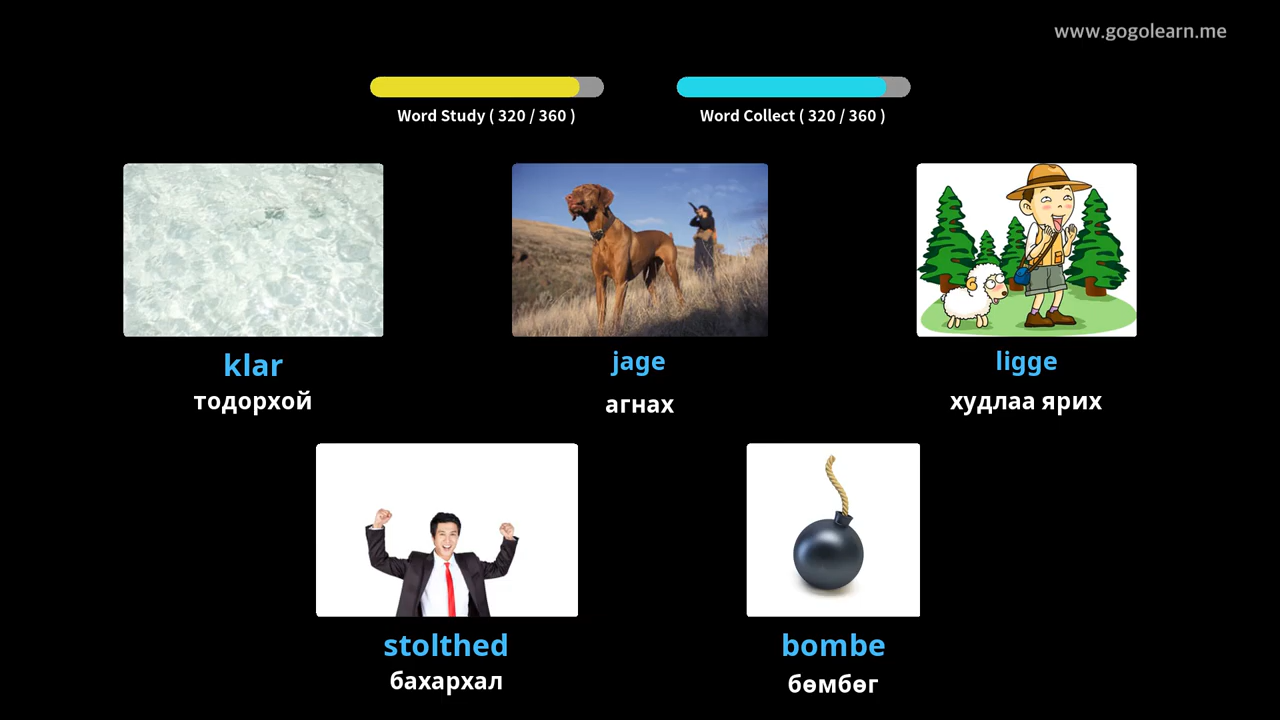 www.gogolearn.me
Word Study ( 320 / 360 )
Word Collect ( 320 / 360 )
klar
тодорхой
jage
агнах
ligge
худлаа ярих
stolthed
бахархал
bombe
бөмбөг